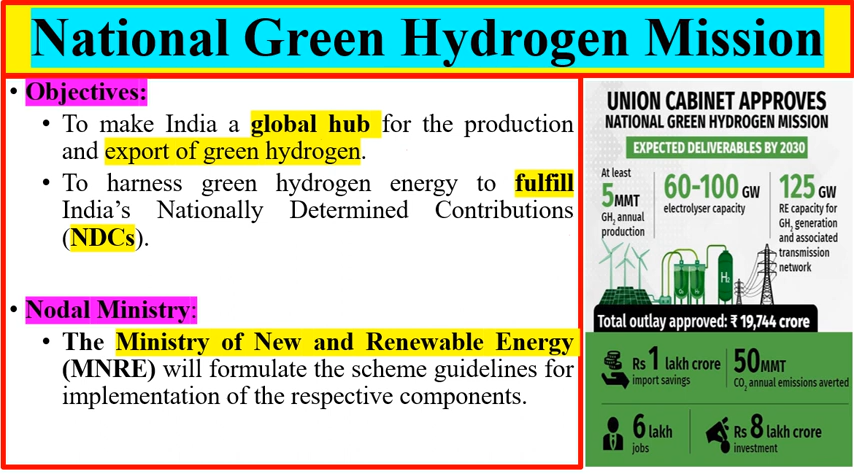 National Green Hydrogen Mission
• Objectives:
• To make India a global hub for the production
and export of green hydrogen.
• To harness green hydrogen energy to fulfill
India’s Nationally Determined Contributions
(NDCs).
• Nodal Ministry:
• The Ministry of New and Renewable Energy
(MNRE) will formulate the scheme guidelines for
implementation of the respective components.
UNION CABINET APPROVES
NATIONAL GREEN HYDROGEN MISSION
EXPECTED DELIVERABLES BY 2030
At least
5MMT
GH2 annual
production
60-100 GW
electrolyser capacity
125 GW
RE capacity for
GH2 generation
and associated
transmission
network
H2
Total outlay approved: ₹ 19,744 crore
Rs 1 lakh crore
import savings
50MMT
CO2 annual emissions averted
6 lakh
jobs
Rs 8 lakh crore
investment